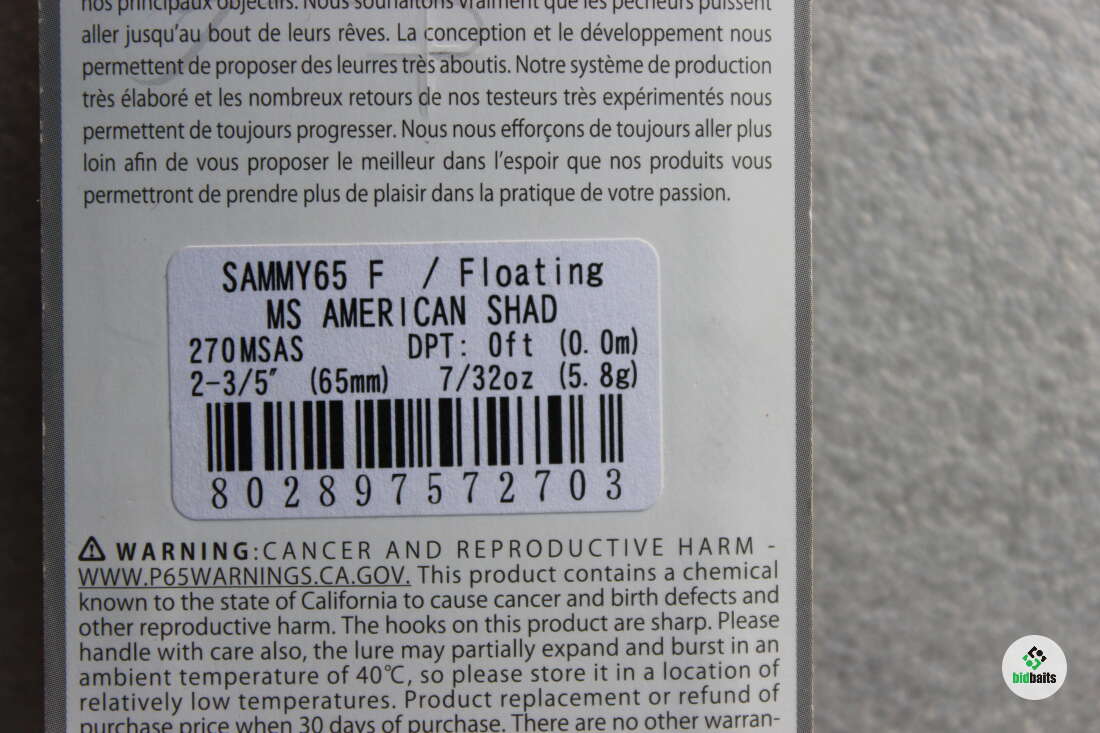 nos principaux objectifs. Nous souhaitons vraiment que les pêcheurs puissent
aller jusqu'au bout de leurs rêves. La conception et le développement nous
permettent de proposer des leurres très aboutis. Notre système de production
très élaboré et les nombreux retours de nos testeurs très expérimentés nous
permettent de toujours progresser. Nous nous efforçons de toujours aller plus
loin afin de vous proposer le meilleur dans l'espoir que nos produits vous
permettront de prendre plus de plaisir dans la pratique de votre passion.
SAMMY65 F / Floating
MS AMERICAN SHAD
270MSAS DPT: 0ft (0.0m)
2-3/5" (65mm) 7/32oz (5.8g)
802897572703
⚠ WARNING:CANCER AND REPRODUCTIVE HARM -
WWW.P65WARNINGS.CA.GOV. This product contains a chemical
known to the state of California to cause cancer and birth defects and
other reproductive harm. The hooks on this product are sharp. Please
handle with care also, the lure may partially expand and burst in an
ambient temperature of 40℃, so please store it in a location of
relatively low temperatures. Product replacement or refund of
purchase price when 30 days of purchase. There are no other warran-
bidbaits